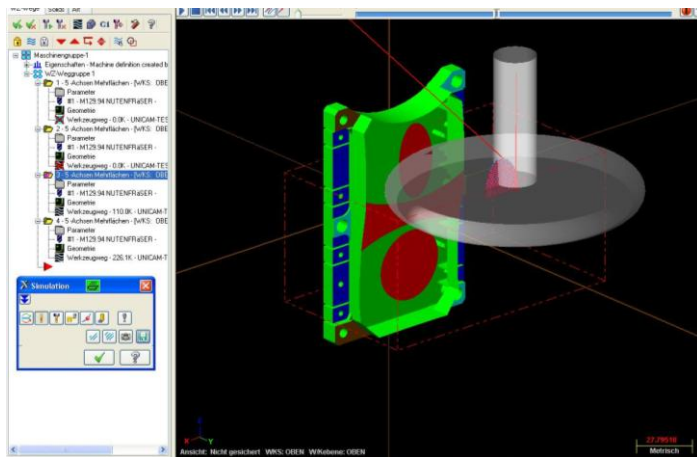 WZ-Wege Solids Art
G1
Maschinengruppe-1
Eigenschaften - Machine definition created b
WZ-Weggruppe 1
1 - 5-Achsen Mehrflächen - [WKS: OBE
Parameter
#1 - M129.94 NUTENFRäSER -
Geometrie
Werkzeugweg - 0.0K - UNICAM-TES
2 - 5-Achsen Mehrflächen - [WKS: OBE
Parameter
#1 - M129.94 NUTENFRäSER -
Geometrie
Werkzeugweg - 0.0K - UNICAM-TES
3 - 5-Achsen Mehrflächen - [WKS: OBE
Parameter
#1 - M129.94 NUTENFRäSER -
Geometrie
Werkzeugweg - 110.8K - UNICAM-T
4 - 5-Achsen Mehrflächen - [WKS: OBE
Parameter
#1 - M129.94 NUTENFRäSER -
Geometrie
Werkzeugweg - 226.1K - UNICAM-T
Simulation
Z
X Y
Ansicht: Nicht gesichert WKS: OBEN W/Kebene: OBEN
Metrisch